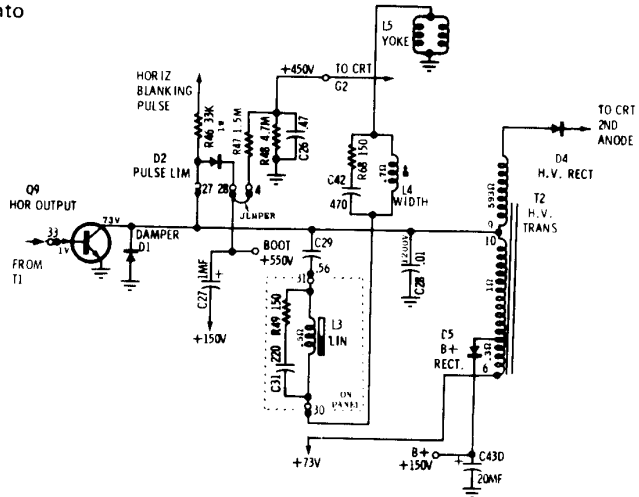 ato
HORIZ
BLANKING
PULSE
+450V
TO CRT
G2
L5
YOKE
R46 33K
1W
R47 1.5M
R48 4.7M
C26 .47
D2
PULSE LIM
27
28
4
JUMPER
C42
470
R68 150
.7Ω
L4
WIDTH
TO CRT
2ND
ANODE
D4
H.V. RECT
593Ω
T2
H.V.
TRANS
Q9
HOR OUTPUT
73V
33
1V
FROM
T1
DAMPER
D1
BOOT
+550V
C27 1MF
+
+150V
C29
.56
31
1200V
.01
C28
9
10
1Ω
R49 150
C31 220
.5Ω
L3
LIN
ON
PANEL
30
+73V
D5
B+
RECT.
.3Ω
6
B+
+150V
+
C43D
20MF